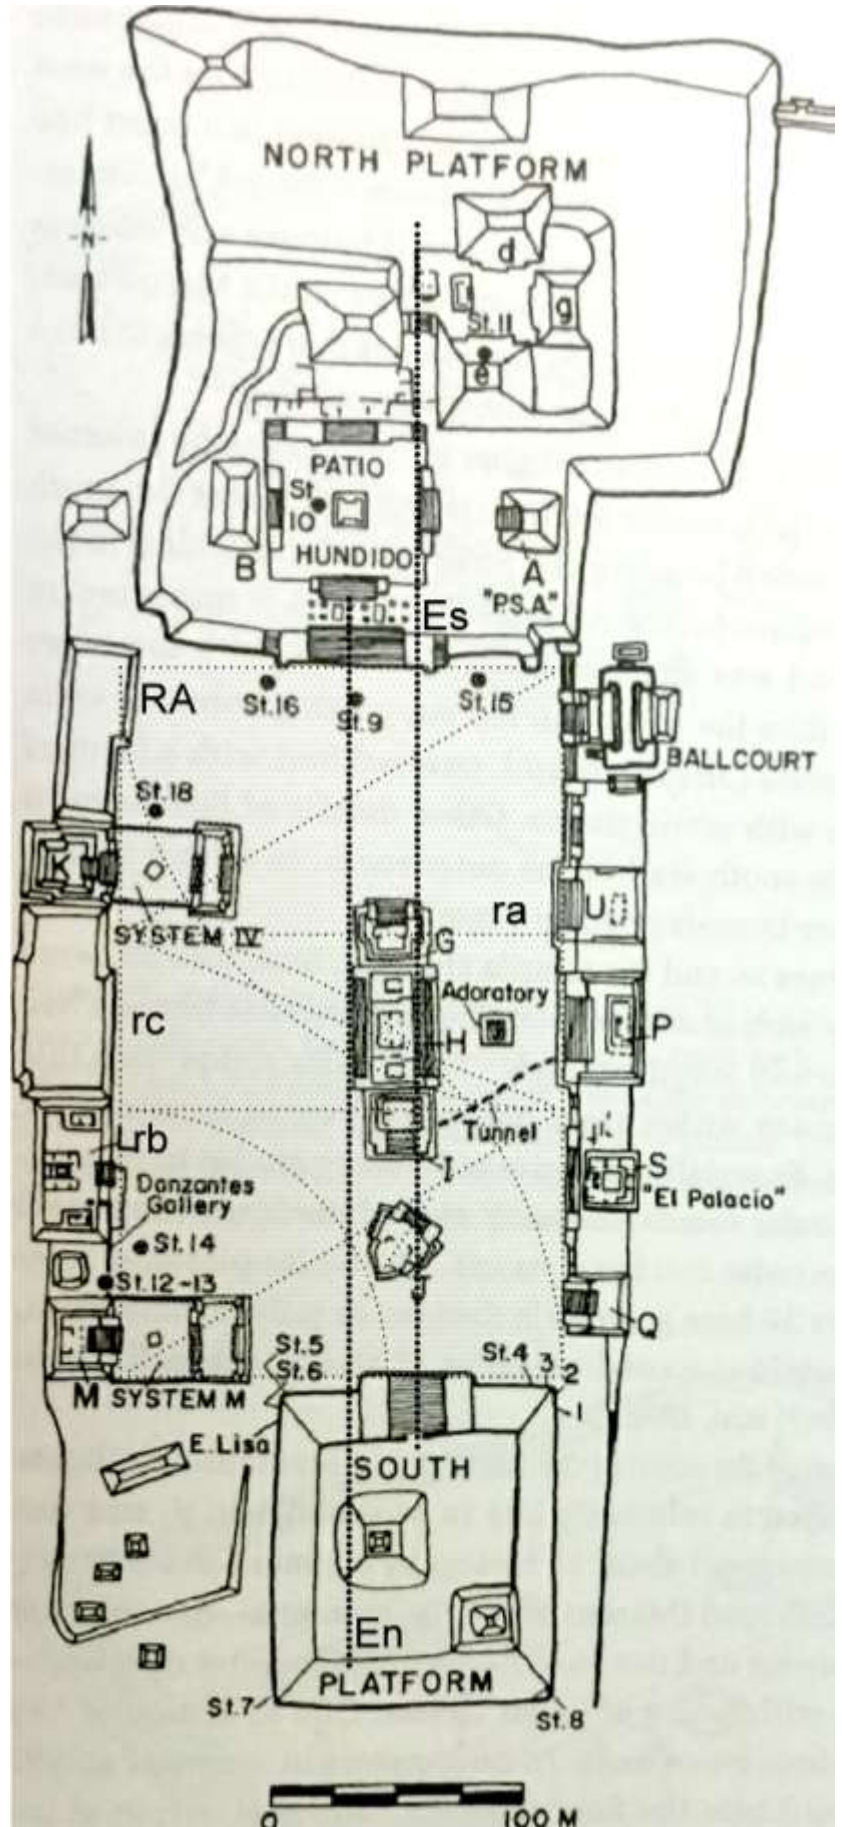 N
NORTH PLATFORM
d
St.11
g
e
PATIO
St
10
HUNDIDO
B
A
"P.S.A."
Es
RA
St.16
St.9
St.15
BALLCOURT
St.18
K
SYSTEM IV
ra
U
G
Adoratory
rc
H
P
Tunnel
rb
I
S
"El Palacio"
Danzantes
Gallery
St.14
St.12-13
J
Q
M
SYSTEM M
St.5
St.6
St.4
3
2
1
E.Lisa
SOUTH
En
PLATFORM
St.7
St.8
0
100 M